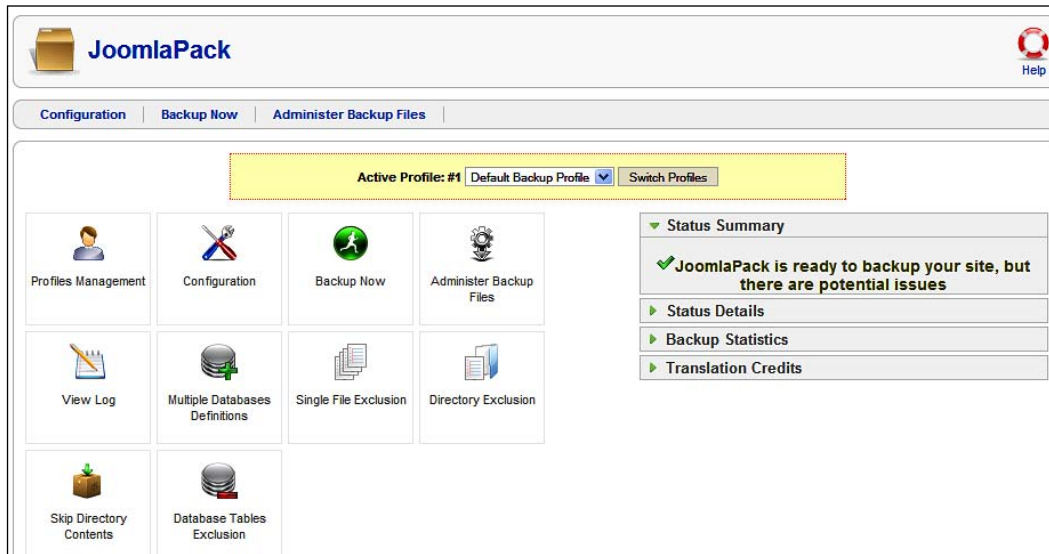 JoomlaPack
Help
Configuration
Backup Now
Administer Backup Files
Active Profile: #1 Default Backup Profile Switch Profiles
Profiles Management
Configuration
Backup Now
Administer Backup
Files
View Log
Multiple Databases
Definitions
Single File Exclusion
Directory Exclusion
Skip Directory
Contents
Database Tables
Exclusion
Status Summary
JoomlaPack is ready to backup your site, but
there are potential issues
Status Details
Backup Statistics
Translation Credits